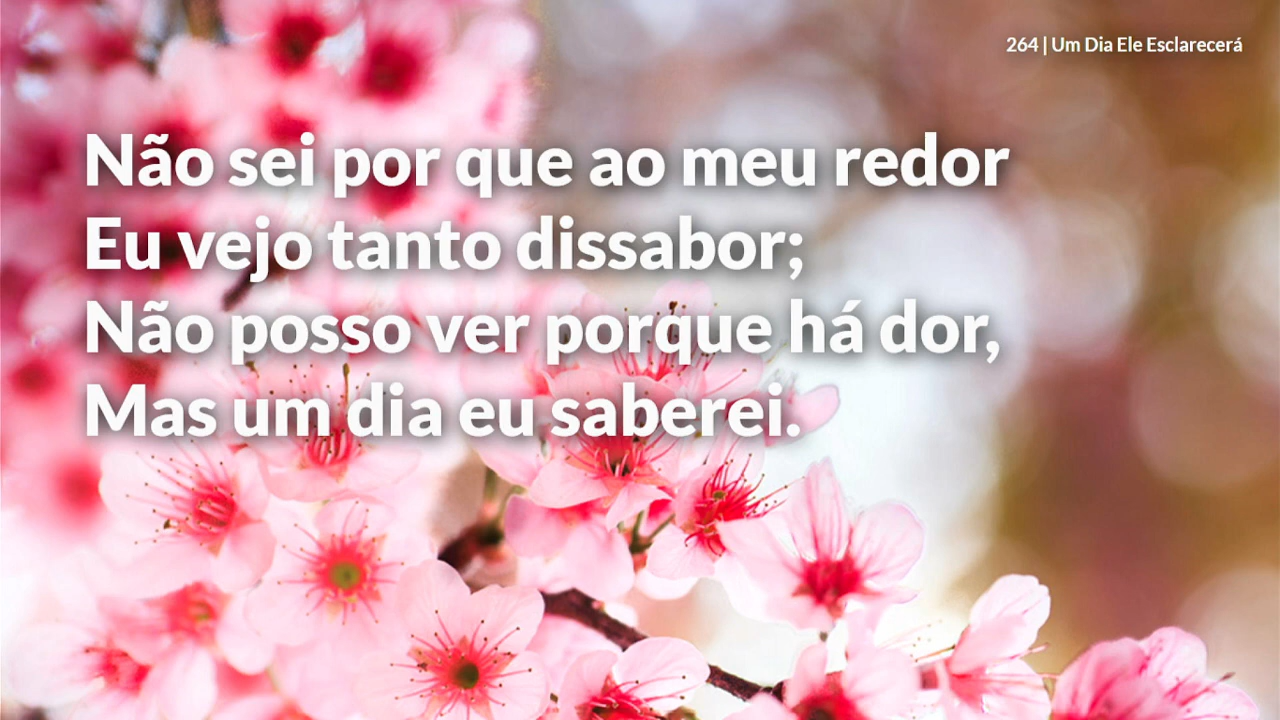 264 | Um Dia Ele Esclarecerá
Não sei por que ao meu redor
Eu vejo tanto dissabor;
Não posso ver porque há dor,
Mas um dia eu saberei.